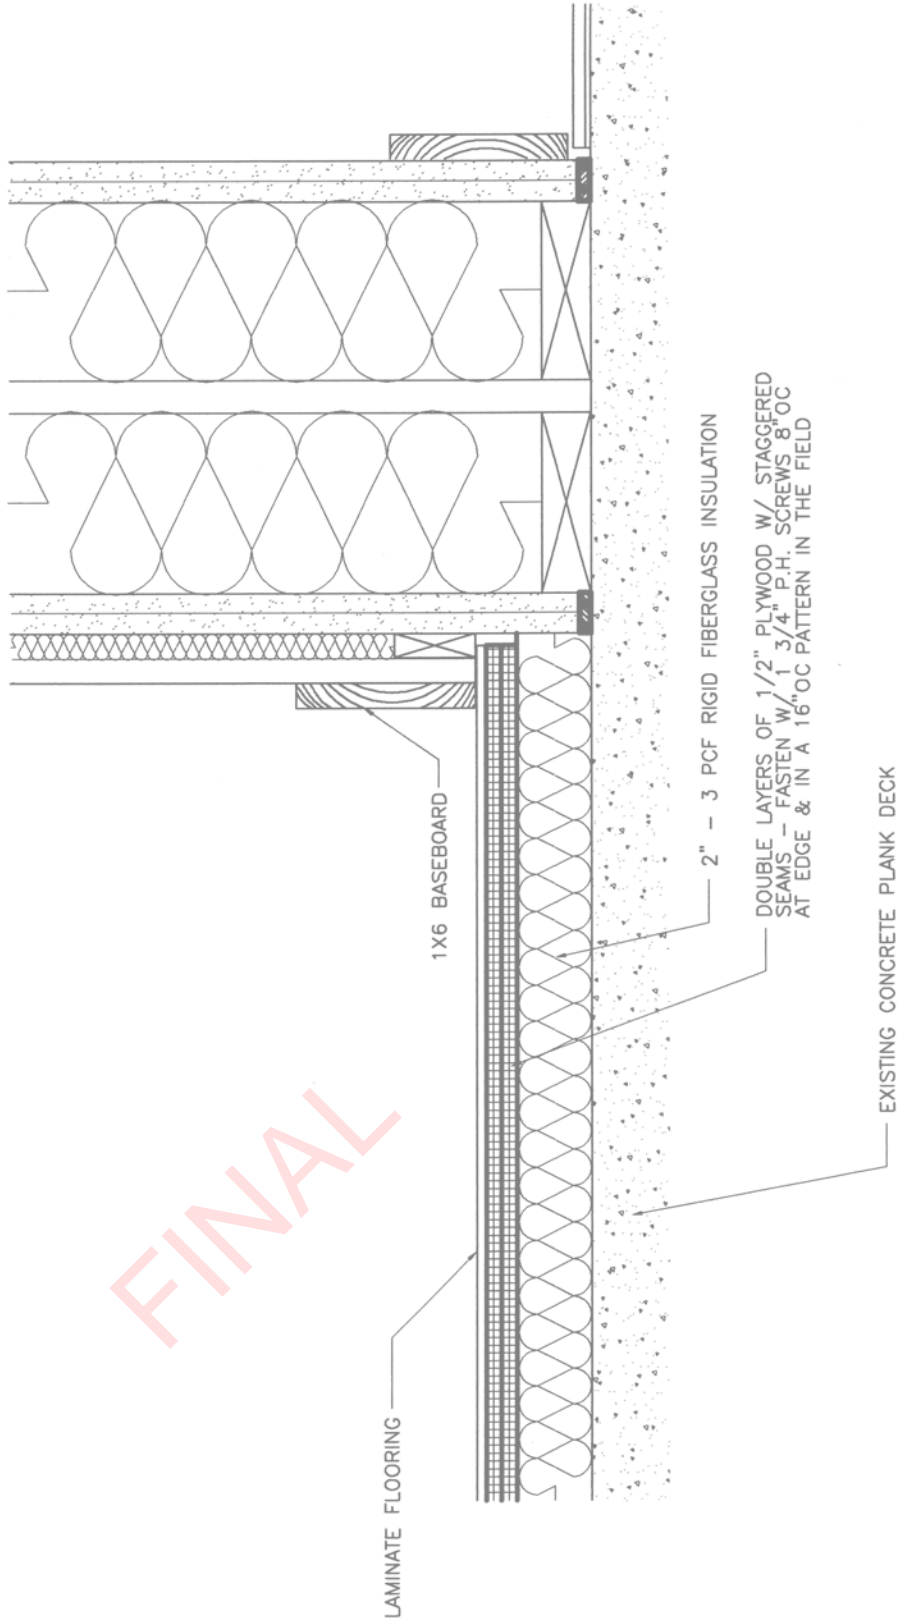 LAMINATE FLOORING
1X6 BASEBOARD
2" - 3 PCF RIGID FIBERGLASS INSULATION
DOUBLE LAYERS OF 1/2" PLYWOOD W/ STAGGERED
SEAMS - FASTEN W/ 1 3/4" P.H. SCREWS 8"OC
AT EDGE & IN A 16"OC PATTERN IN THE FIELD
EXISTING CONCRETE PLANK DECK
FINAL